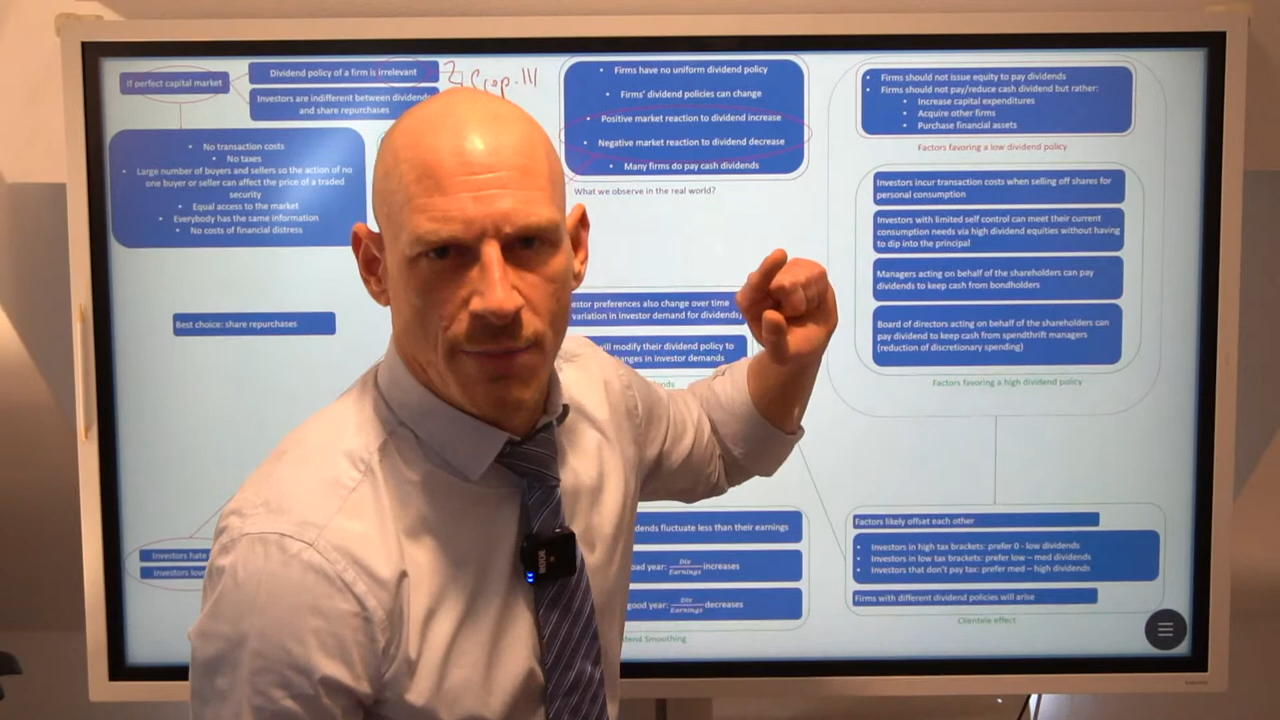 If perfect capital market
Dividend policy of a firm is irrelevant
Investors are indifferent between dividends
and share repurchases
Prop. III
• No transaction costs
• No taxes
• Large number of buyers and sellers so the action of no
one buyer or seller can affect the price of a traded
security
• Equal access to the market
• Everybody has the same information
• No costs of financial distress
Best choice: share repurchases
Investors hate
Investors
• Firms have no uniform dividend policy
• Firms' dividend policies can change
• Positive market reaction to dividend increase
• Negative market reaction to dividend decrease
• Many firms do pay cash dividends
What we observe in the real world?
preferences also change over time
variation in investor demand for dividends)
will modify their dividend policy to
in investor demands
fluctuate less than their earnings
year: Div/Earnings increases
good year: Div/Earnings decreases
Smoothing
• Firms should not issue equity to pay dividends
• Firms should not pay/reduce cash dividend but rather:
• Increase capital expenditures
• Acquire other firms
• Purchase financial assets
Factors favoring a low dividend policy
Investors incur transaction costs when selling off shares for
personal consumption
Investors with limited self control can meet their current
consumption needs via high dividend equities without having
to dip into the principal
Managers acting on behalf of the shareholders can pay
dividends to keep cash from bondholders
Board of directors acting on behalf of the shareholders can
pay dividend to keep cash from spendthrift managers
(reduction of discretionary spending)
Factors favoring a high dividend policy
Factors likely offset each other
• Investors in high tax brackets: prefer 0 - low dividends
• Investors in low tax brackets: prefer low – med dividends
• Investors that don't pay tax: prefer med – high dividends
Firms with different dividend policies will arise
Clientele effect
RODE